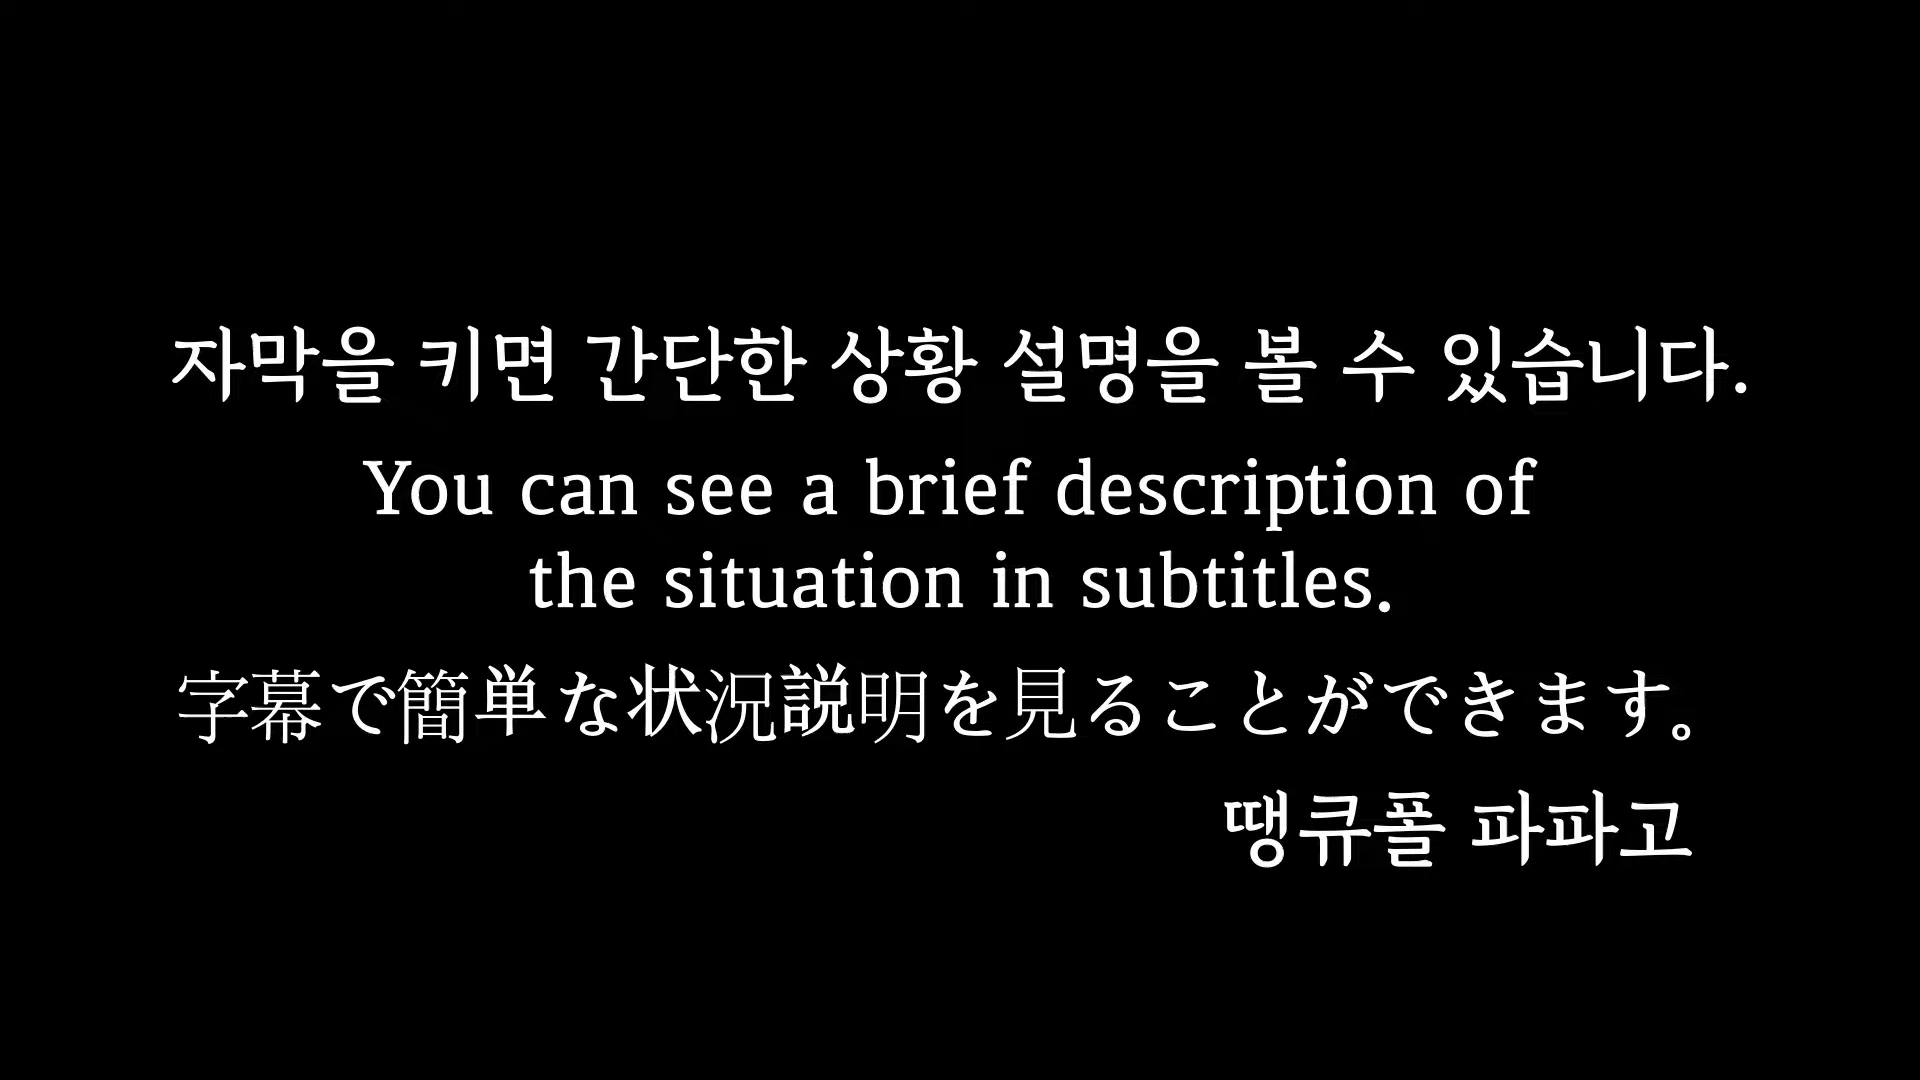 자막을 키면 간단한 상황 설명을 볼 수 있습니다.
You can see a brief description of
the situation in subtitles.
字幕で簡単な状況説明を見ることができます。
땡큐폴 파파고